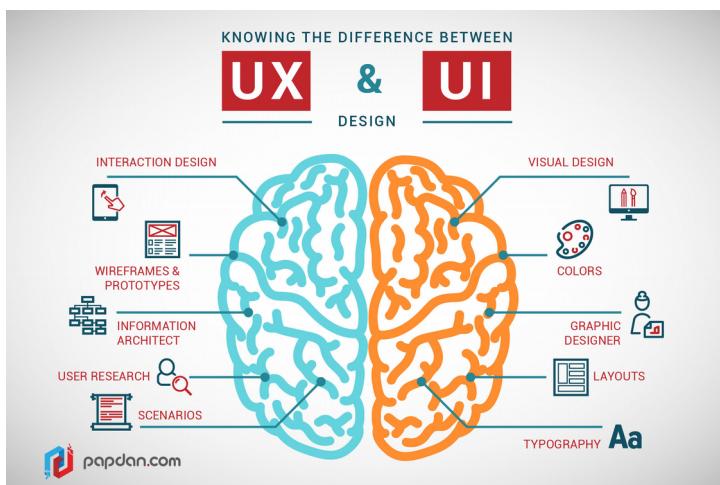 KNOWING THE DIFFERENCE BETWEEN
UX & UI
DESIGN
INTERACTION DESIGN
WIREFRAMES &
PROTOTYPES
INFORMATION
ARCHITECT
USER RESEARCH
SCENARIOS
VISUAL DESIGN
COLORS
GRAPHIC
DESIGNER
LAYOUTS
TYPOGRAPHY Aa
papdan.com